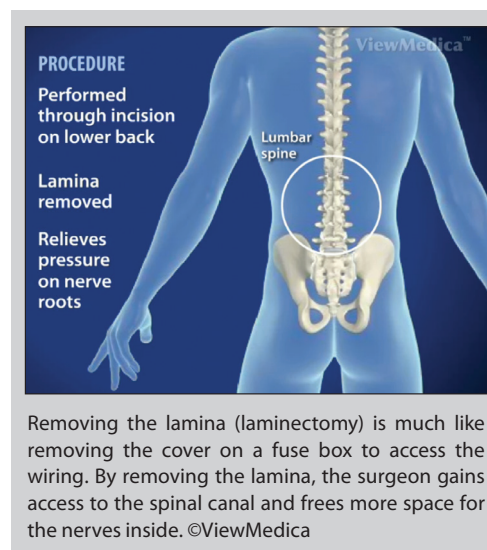 ViewMedica™
PROCEDURE
Performed
through incision
on lower back
Lumbar
spine
Lamina
removed
Relieves
pressure
on nerve
roots
Removing the lamina (laminectomy) is much like
removing the cover on a fuse box to access the
wiring. By removing the lamina, the surgeon gains
access to the spinal canal and frees more space for
the nerves inside. ©ViewMedica